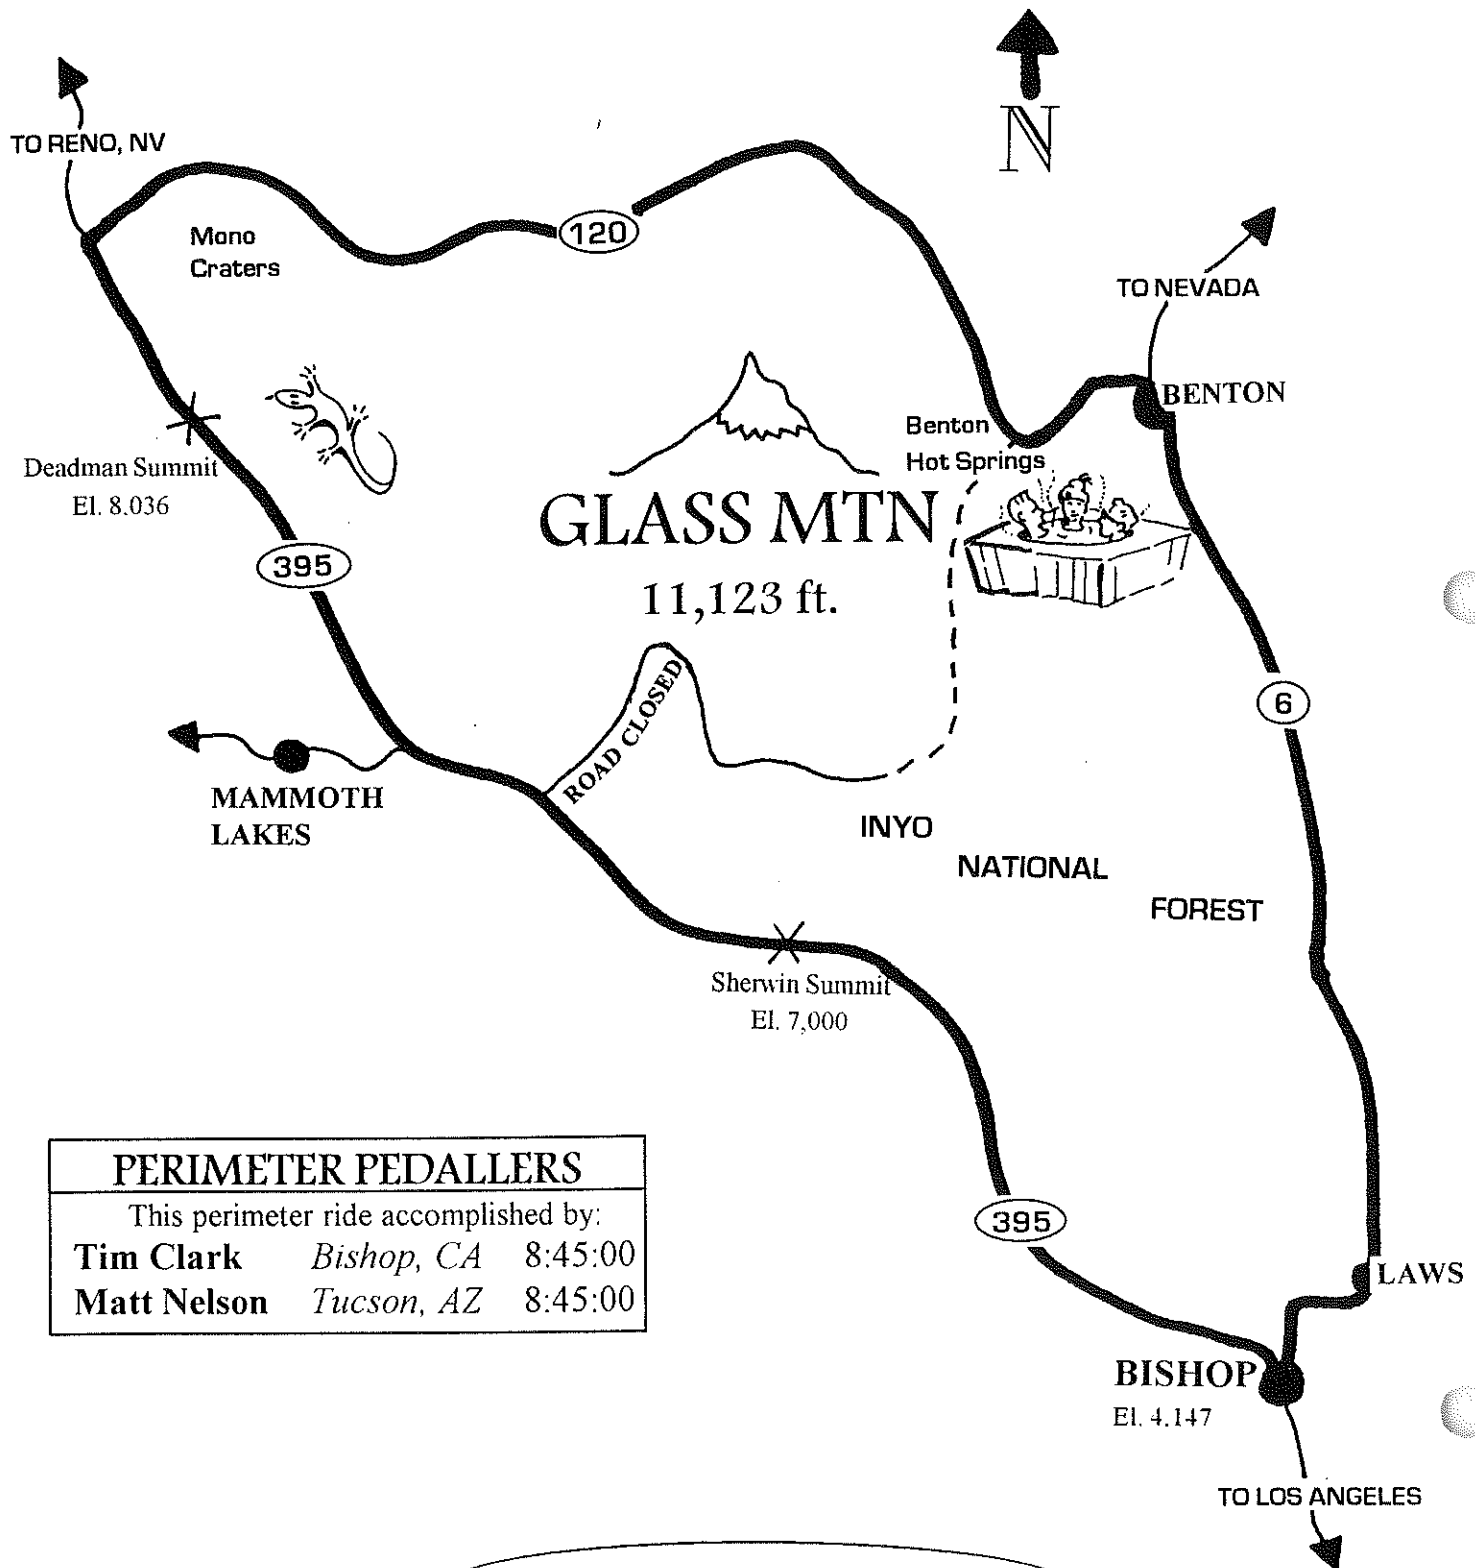 N
TO RENO, NV
120
Mono
Craters
TO NEVADA
BENTON
Benton
Hot Springs
Deadman Summit
El. 8,036
GLASS MTN
11,123 ft.
395
ROAD CLOSED
6
MAMMOTH
LAKES
INYO
NATIONAL
FOREST
Sherwin Summit
El. 7,000
PERIMETER PEDALLERS
This perimeter ride accomplished by:
Tim Clark Bishop, CA 8:45:00
Matt Nelson Tucson, AZ 8:45:00
395
LAWS
BISHOP
El. 4,147
TO LOS ANGELES